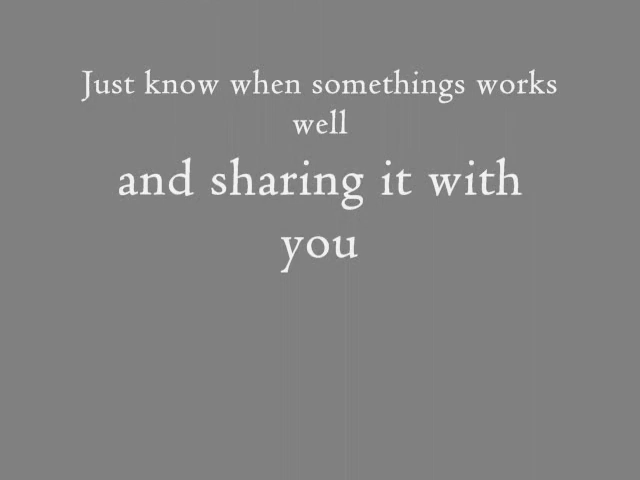 Just know when somethings works
well
and sharing it with
you